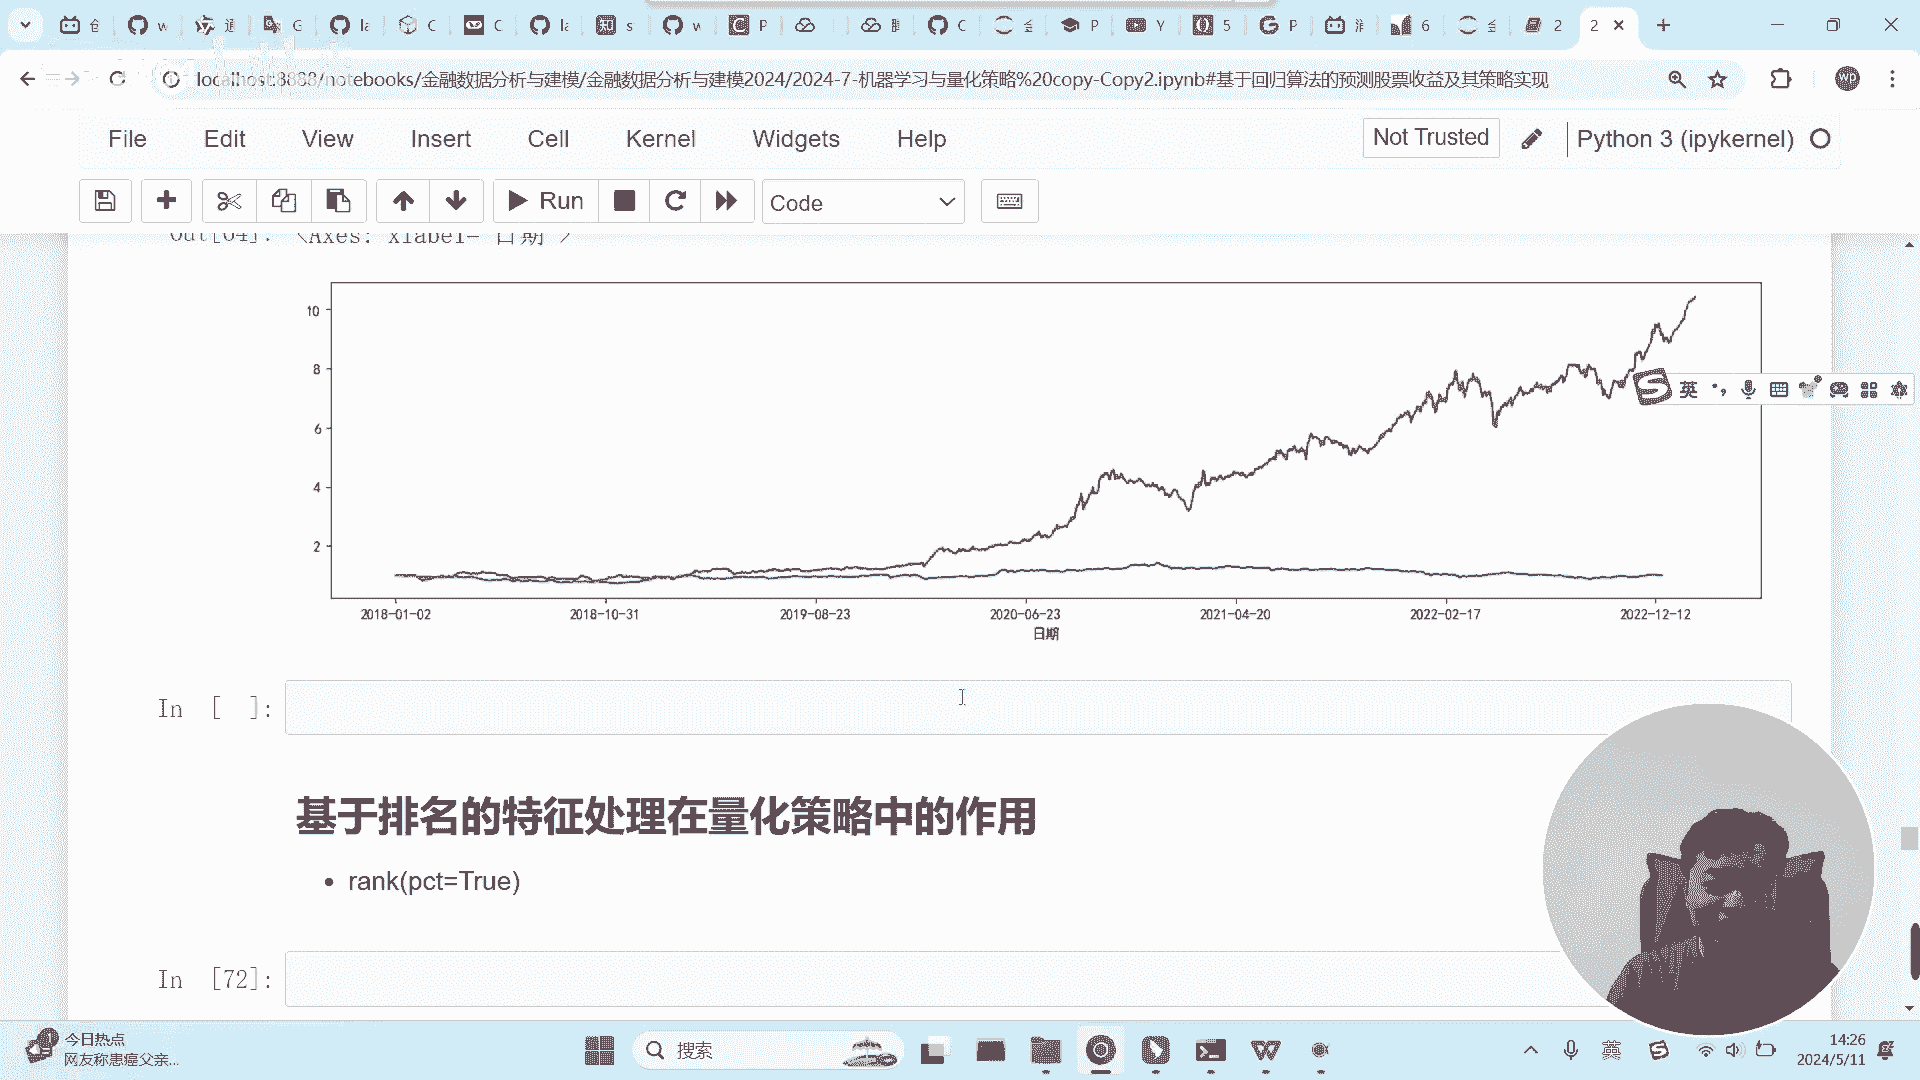 localhost:8888/notebooks/金融数据分析与建模/金融数据分析与建模2024/2024-7-机器学习与量化策略%20copy-Copy2.ipynb#基于回归算法的预测股票收益及其策略实现
File Edit View Insert Cell Kernel Widgets Help
Not Trusted
Python 3 (ipykernel)
Run
Code
Out[64]: <Axes: xlabel='日期'>
10
8
6
4
2
2018-01-02 2018-10-31 2019-08-23 2020-06-23 2021-04-20 2022-02-17 2022-12-12
日期
英
In [ ]:
基于排名的特征处理在量化策略中的作用
rank(pct=True)
In [72]:
今日热点
网友称患癌父亲...
搜索
英
14:26
2024/5/11